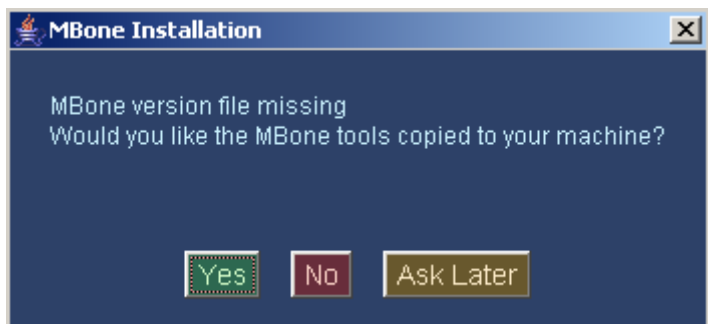 MBone Installation
MBone version file missing
Would you like the MBone tools copied to your machine?
Yes No Ask Later